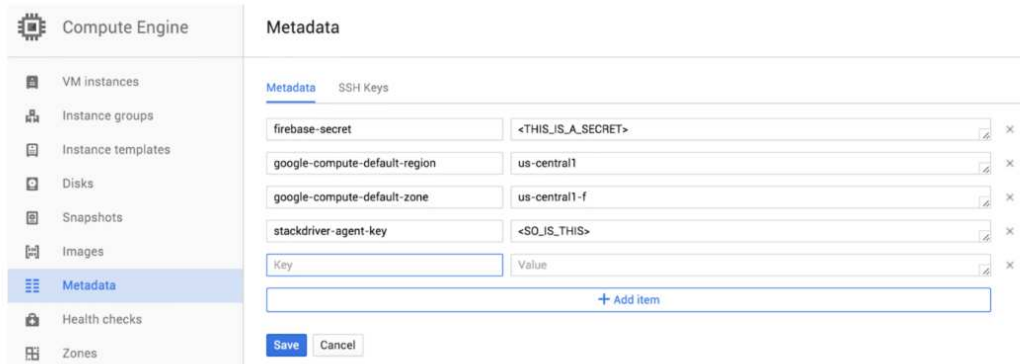 Compute Engine
Metadata
VM instances
Instance groups
Instance templates
Disks
Snapshots
Images
Metadata
Health checks
Zones
Metadata SSH Keys
firebase-secret <THIS_IS_A_SECRET>
google-compute-default-region us-central1
google-compute-default-zone us-central1-f
stackdriver-agent-key <SO_IS_THIS>
Key Value
+ Add item
Save Cancel